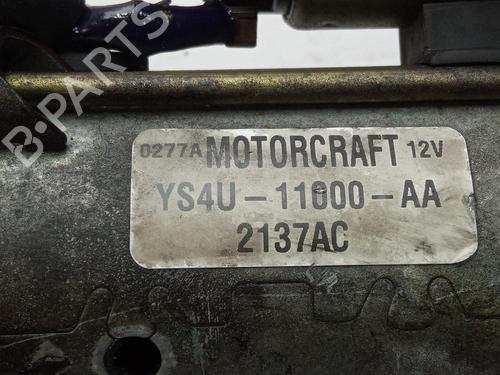 B-PARTS
0277A MOTORCRAFT 12V
YS4U-11000-AA
2137AC